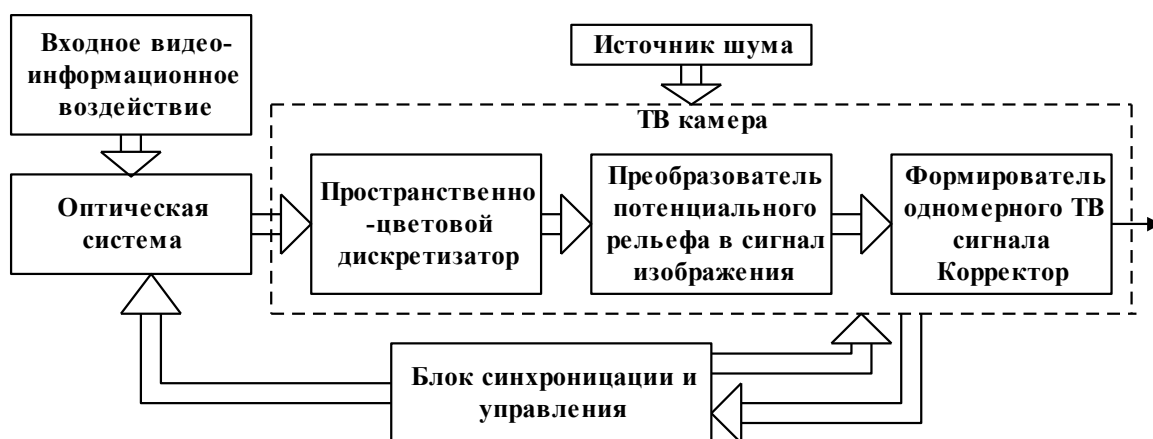 Входное видео-
информационное
воздействие
Источник шума
ТВ камера
Оптическая
система
Пространственно
-цветовой
дискретизатор
Преобразователь
потенциального
рельефа в сигнал
изображения
Формирователь
одномерного ТВ
сигнала
Корректор
Блок синхроницации и
управления